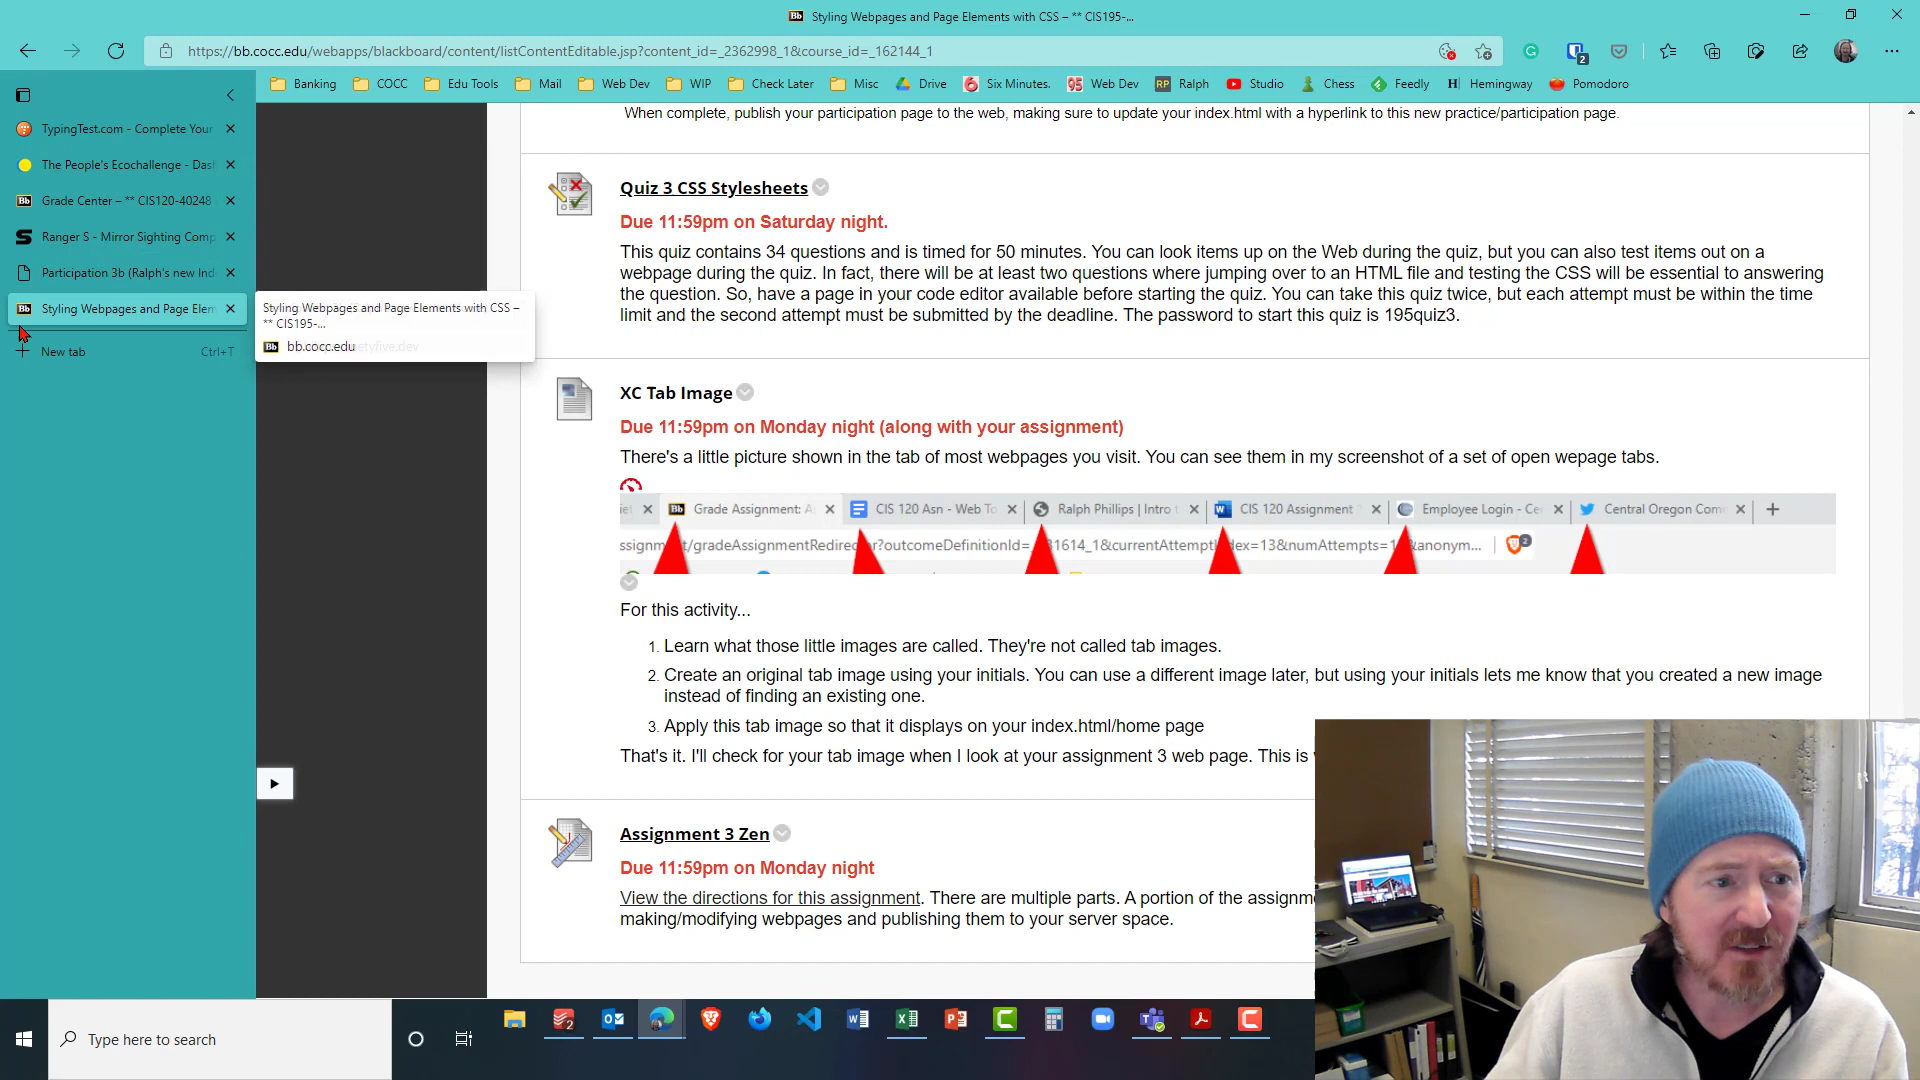 Styling Webpages and Page Elements with CSS – ** CIS195-...
https://bb.cocc.edu/webapps/blackboard/content/listContentEditable.jsp?content_id=_2362998_1&course_id=_162144_1
2
Banking COCC Edu Tools Mail Web Dev WIP Check Later Misc Drive Six Minutes. Web Dev Ralph Studio Chess Feedly Hemingway Pomodoro
TypingTest.com - Complete Your
The People's Ecochallenge - Das
Grade Center – ** CIS120-40248
Ranger S - Mirror Sighting Comp
Participation 3b (Ralph's new Ind
Styling Webpages and Page Elem
New tab Ctrl+T
Styling Webpages and Page Elements with CSS –
** CIS195-...
bb.cocc.edu
When complete, publish your participation page to the web, making sure to update your index.html with a hyperlink to this new practice/participation page.
Quiz 3 CSS Stylesheets
Due 11:59pm on Saturday night.
This quiz contains 34 questions and is timed for 50 minutes. You can look items up on the Web during the quiz, but you can also test items out on a
webpage during the quiz. In fact, there will be at least two questions where jumping over to an HTML file and testing the CSS will be essential to answering
the question. So, have a page in your code editor available before starting the quiz. You can take this quiz twice, but each attempt must be within the time
limit and the second attempt must be submitted by the deadline. The password to start this quiz is 195quiz3.
XC Tab Image
Due 11:59pm on Monday night (along with your assignment)
There's a little picture shown in the tab of most webpages you visit. You can see them in my screenshot of a set of open wepage tabs.
Bb Grade Assignment: A CIS 120 Asn - Web To Ralph Phillips | Intro CIS 120 Assignment Employee Login - Ce Central Oregon Com
For this activity...
1. Learn what those little images are called. They're not called tab images.
2. Create an original tab image using your initials. You can use a different image later, but using your initials lets me know that you created a new image
instead of finding an existing one.
3. Apply this tab image so that it displays on your index.html/home page
That's it. I'll check for your tab image when I look at your assignment 3 web page. This is
Assignment 3 Zen
Due 11:59pm on Monday night
View the directions for this assignment. There are multiple parts. A portion of the assignme
making/modifying webpages and publishing them to your server space.
Type here to search